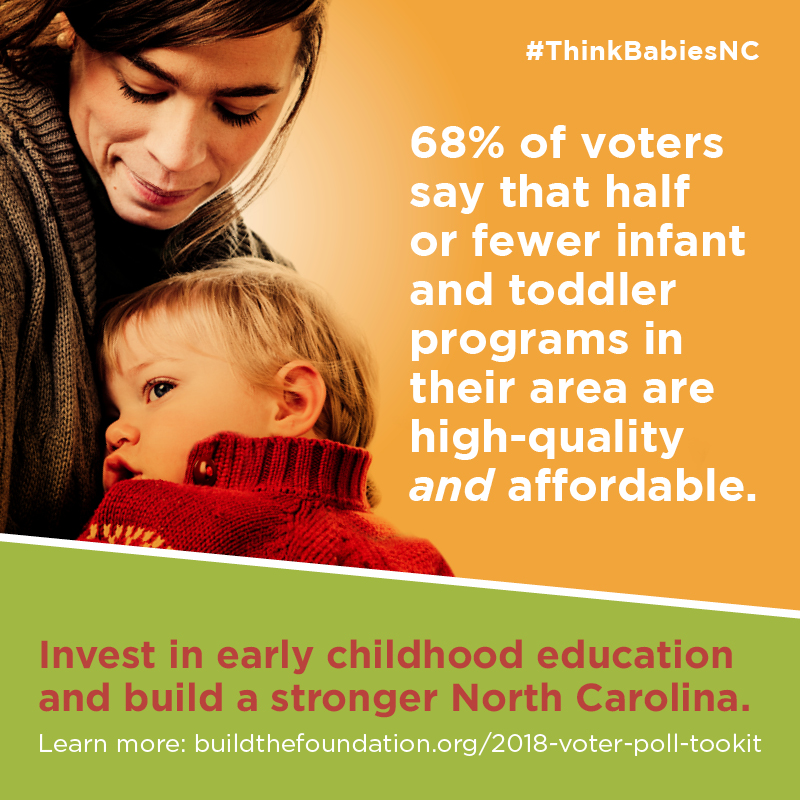 #ThinkBabiesNC
68% of voters
say that half
or fewer infant
and toddler
programs in
their area are
high-quality
and affordable.
Invest in early childhood education
and build a stronger North Carolina.
Learn more: buildthefoundation.org/2018-voter-poll-tookit